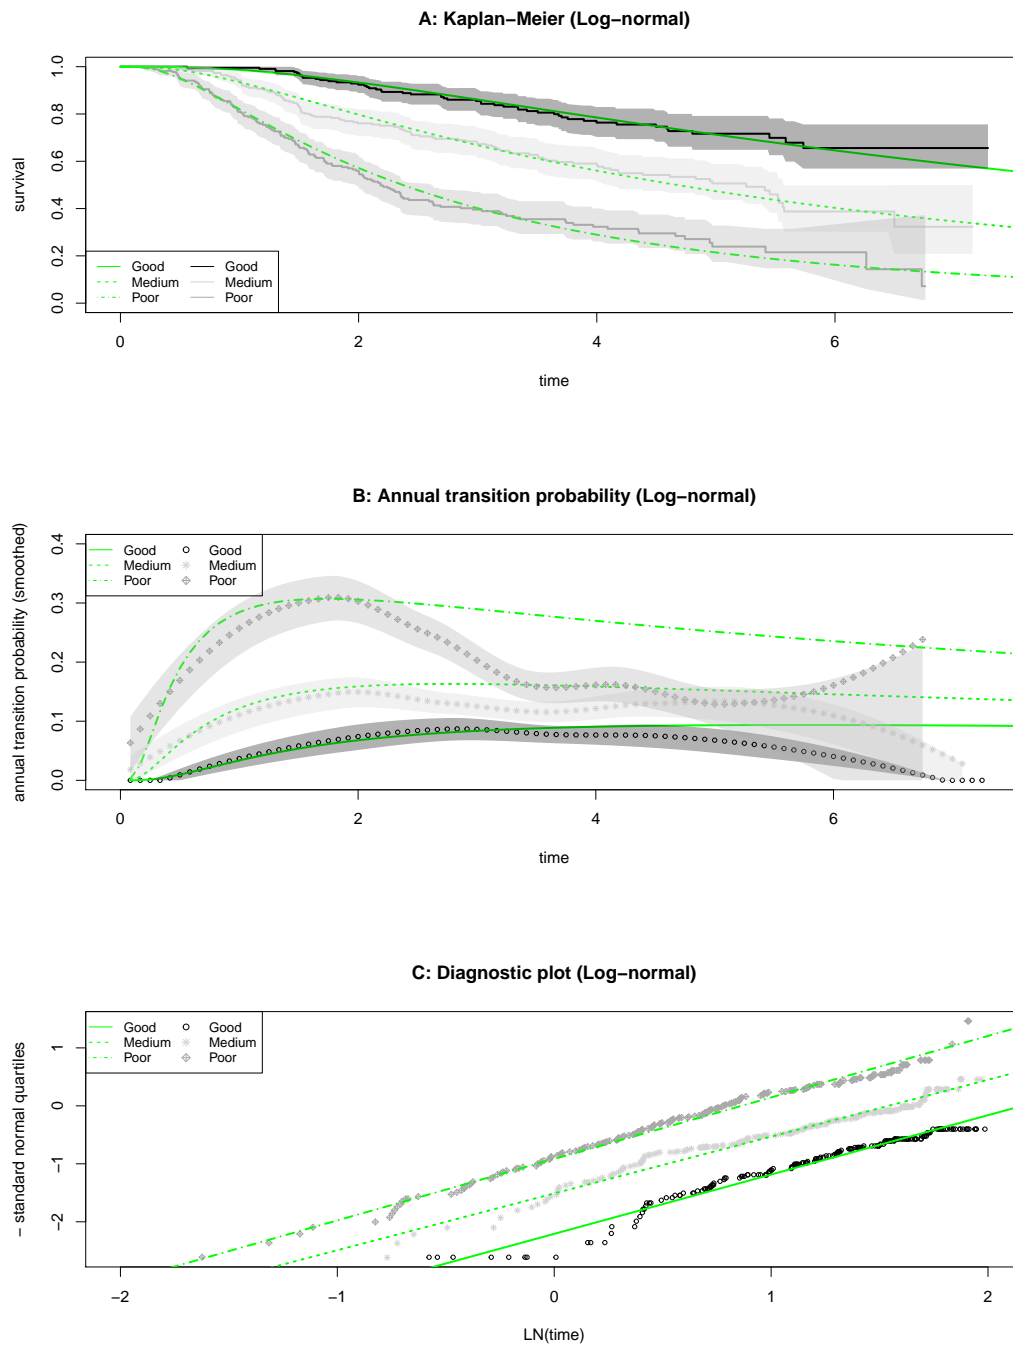 A: Kaplan−Meier (Log−normal)
survival
1.0
0.8
0.6
0.4
0.2
0.0
Good Good
Medium Medium
Poor Poor
0 2 4 6
time
B: Annual transition probability (Log−normal)
annual transition probability (smoothed)
0.4
0.3
0.2
0.1
0.0
Good Good
Medium Medium
Poor Poor
0 2 4 6
time
C: Diagnostic plot (Log−normal)
− standard normal quartiles
1
0
−1
−2
Good Good
Medium Medium
Poor Poor
−2 −1 0 1 2
LN(time)